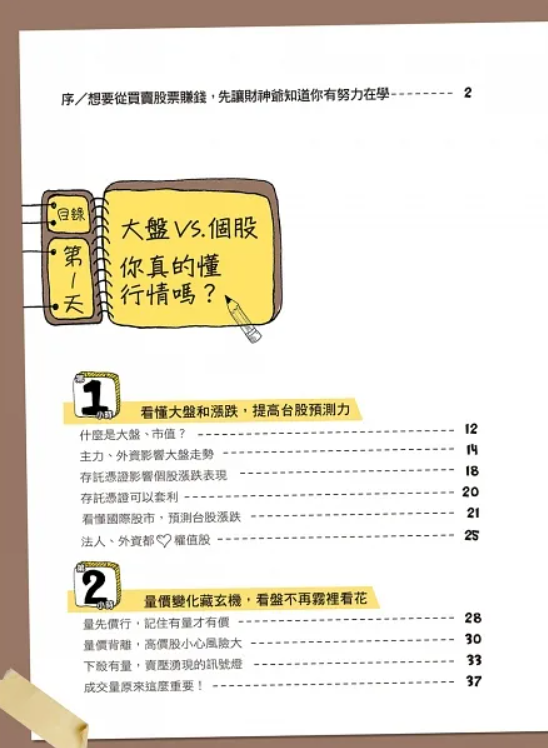 序／想要從買賣股票賺錢，先讓財神爺知道你有努力在學-------- 2
目錄
第1天
大盤VS.個股
你真的懂
行情嗎？
第1小時 看懂大盤和漲跌，提高台股預測力
什麼是大盤、市值？ 12
主力、外資影響大盤走勢 14
存託憑證影響個股漲跌表現 18
存託憑證可以套利 20
看懂國際股市，預測台股漲跌 21
法人、外資都♡權值股 25
第2小時 量價變化藏玄機，看盤不再霧裡看花
量先價行，記住有量才有價 28
量價背離，高價股小心風險大 30
下殺有量，賣壓湧現的訊號燈 33
成交量原來這麼重要！ 37